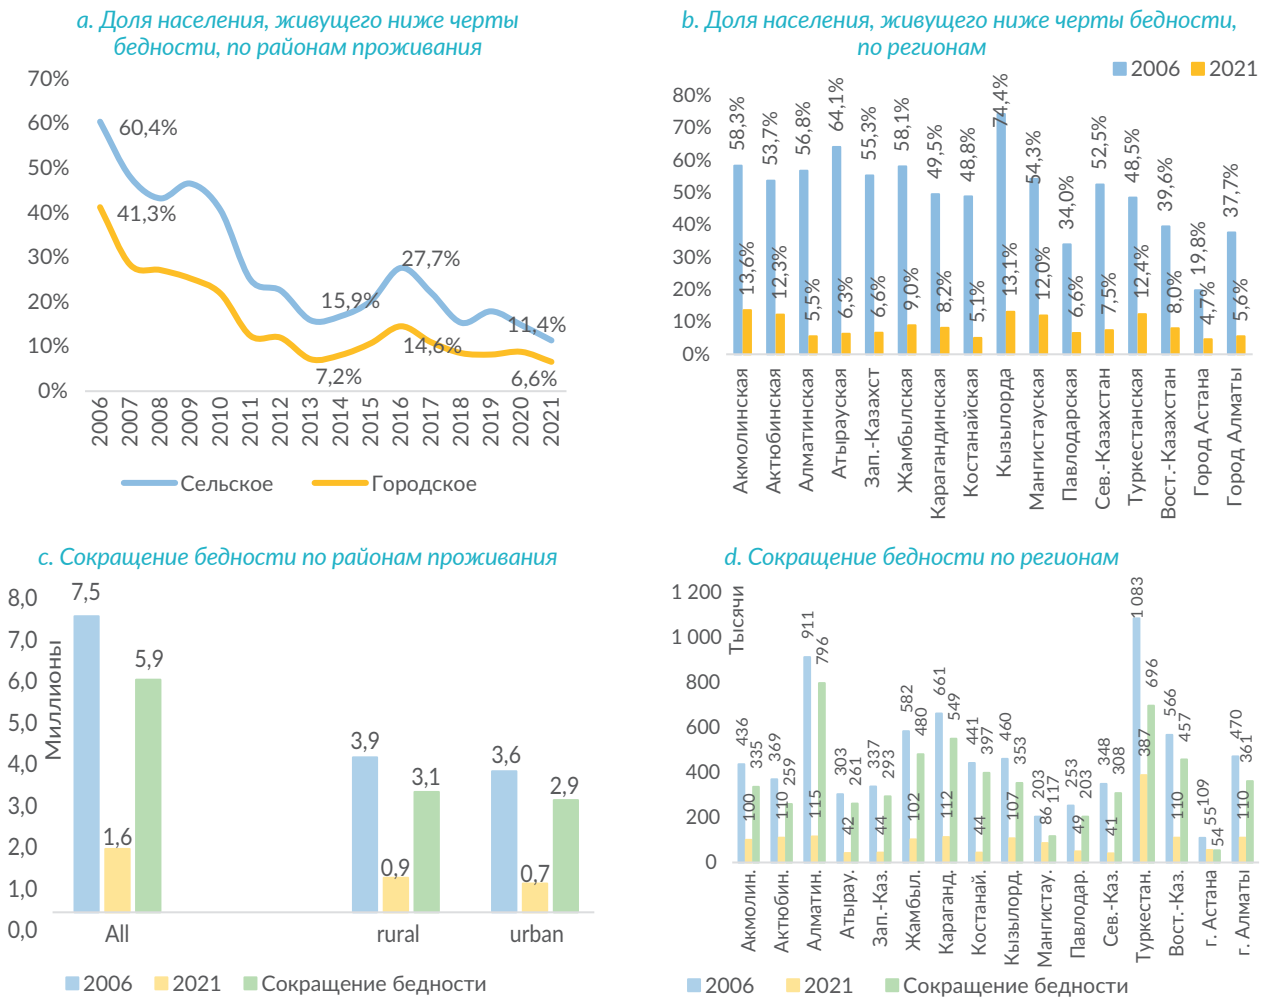 a. Доля населения, живущего ниже черты
бедности, по районам проживания
70%
60%
50%
40%
30%
20%
10%
0%
60,4%
41,3%
27,7%
15,9%
11,4%
14,6%
7,2%
6,6%
2006 2007 2008 2009 2010 2011 2012 2013 2014 2015 2016 2017 2018 2019 2020 2021
Сельское Городское
b. Доля населения, живущего ниже черты бедности,
по регионам
2006 2021
80%
70%
60%
50%
40%
30%
20%
10%
0%
58,3% 53,7% 56,8% 64,1% 55,3% 58,1% 49,5% 48,8% 74,4% 54,3% 34,0% 52,5% 48,5% 39,6% 19,8% 37,7%
13,6% 12,3% 5,5% 6,3% 6,6% 9,0% 8,2% 5,1% 13,1% 12,0% 6,6% 7,5% 12,4% 8,0% 4,7% 5,6%
Акмолинская
Актюбинская
Алматинская
Атырауская
Зап.-Казахст
Жамбылская
Карагандинская
Костанайская
Кызылорда
Мангистауская
Павлодарская
Сев.-Казахстан
Туркестанская
Вост.-Казахстан
Город Астана
Город Алматы
c. Сокращение бедности по районам проживания
8,0
7,0
6,0
5,0
4,0
3,0
2,0
1,0
0,0
Миллионы
7,5 1,6 5,9
3,9 0,9 3,1
3,6 0,7 2,9
All rural urban
2006 2021 Сокращение бедности
d. Сокращение бедности по регионам
1 200
1 000
800
600
400
200
0
Тысячи
436 100 335
369 110 259
911 115 796
303 42 261
337 44 293
582 102 480
661 112 549
441 44 397
460 107 353
203 86 117
253 49 203
348 41 308
1 083 387 696
566 110 457
109 55 54
470 110 361
Акмолин.
Актюбин.
Алматин.
Атырау.
Зап.-Каз.
Жамбыл.
Караганд.
Костанай.
Кызылорд.
Мангистау.
Павлодар.
Сев.-Каз.
Туркестан.
Вост.-Каз.
г. Астана
г. Алматы
2006 2021 Сокращение бедности